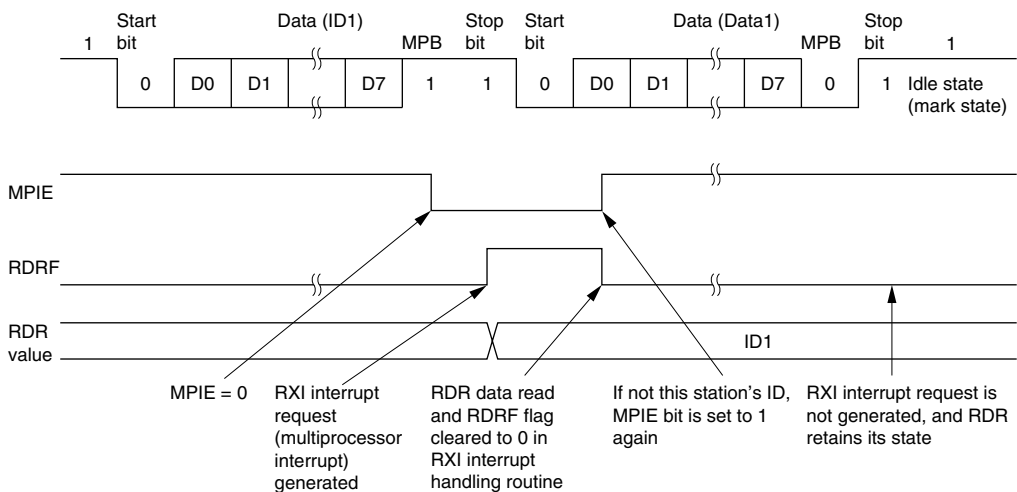 Start bit
Data (ID1)
Stop bit
Start bit
Data (Data1)
Stop bit
1
MPB
MPB
1
0 D0 D1 D7 1 1 0 D0 D1 D7 0 1
Idle state
(mark state)
MPIE
RDRF
RDR
value
ID1
MPIE = 0
RXI interrupt
request
(multiprocessor
interrupt)
generated
RDR data read
and RDRF flag
cleared to 0 in
RXI interrupt
handling routine
If not this station's ID,
MPIE bit is set to 1
again
RXI interrupt request is
not generated, and RDR
retains its state